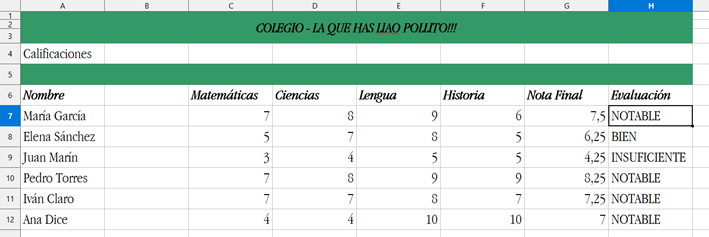 A B C D E F G H
1
2
COLEGIO - LA QUE HAS LIAO POLLITO!!!
3
4 Calificaciones
5
6 Nombre Matemáticas Ciencias Lengua Historia Nota Final Evaluación
7 María García 7 8 9 6 7,5 NOTABLE
8 Elena Sánchez 5 7 8 5 6,25 BIEN
9 Juan Marín 3 4 5 5 4,25 INSUFICIENTE
10 Pedro Torres 7 8 9 9 8,25 NOTABLE
11 Iván Claro 7 7 8 7 7,25 NOTABLE
12 Ana Dice 4 4 10 10 7 NOTABLE